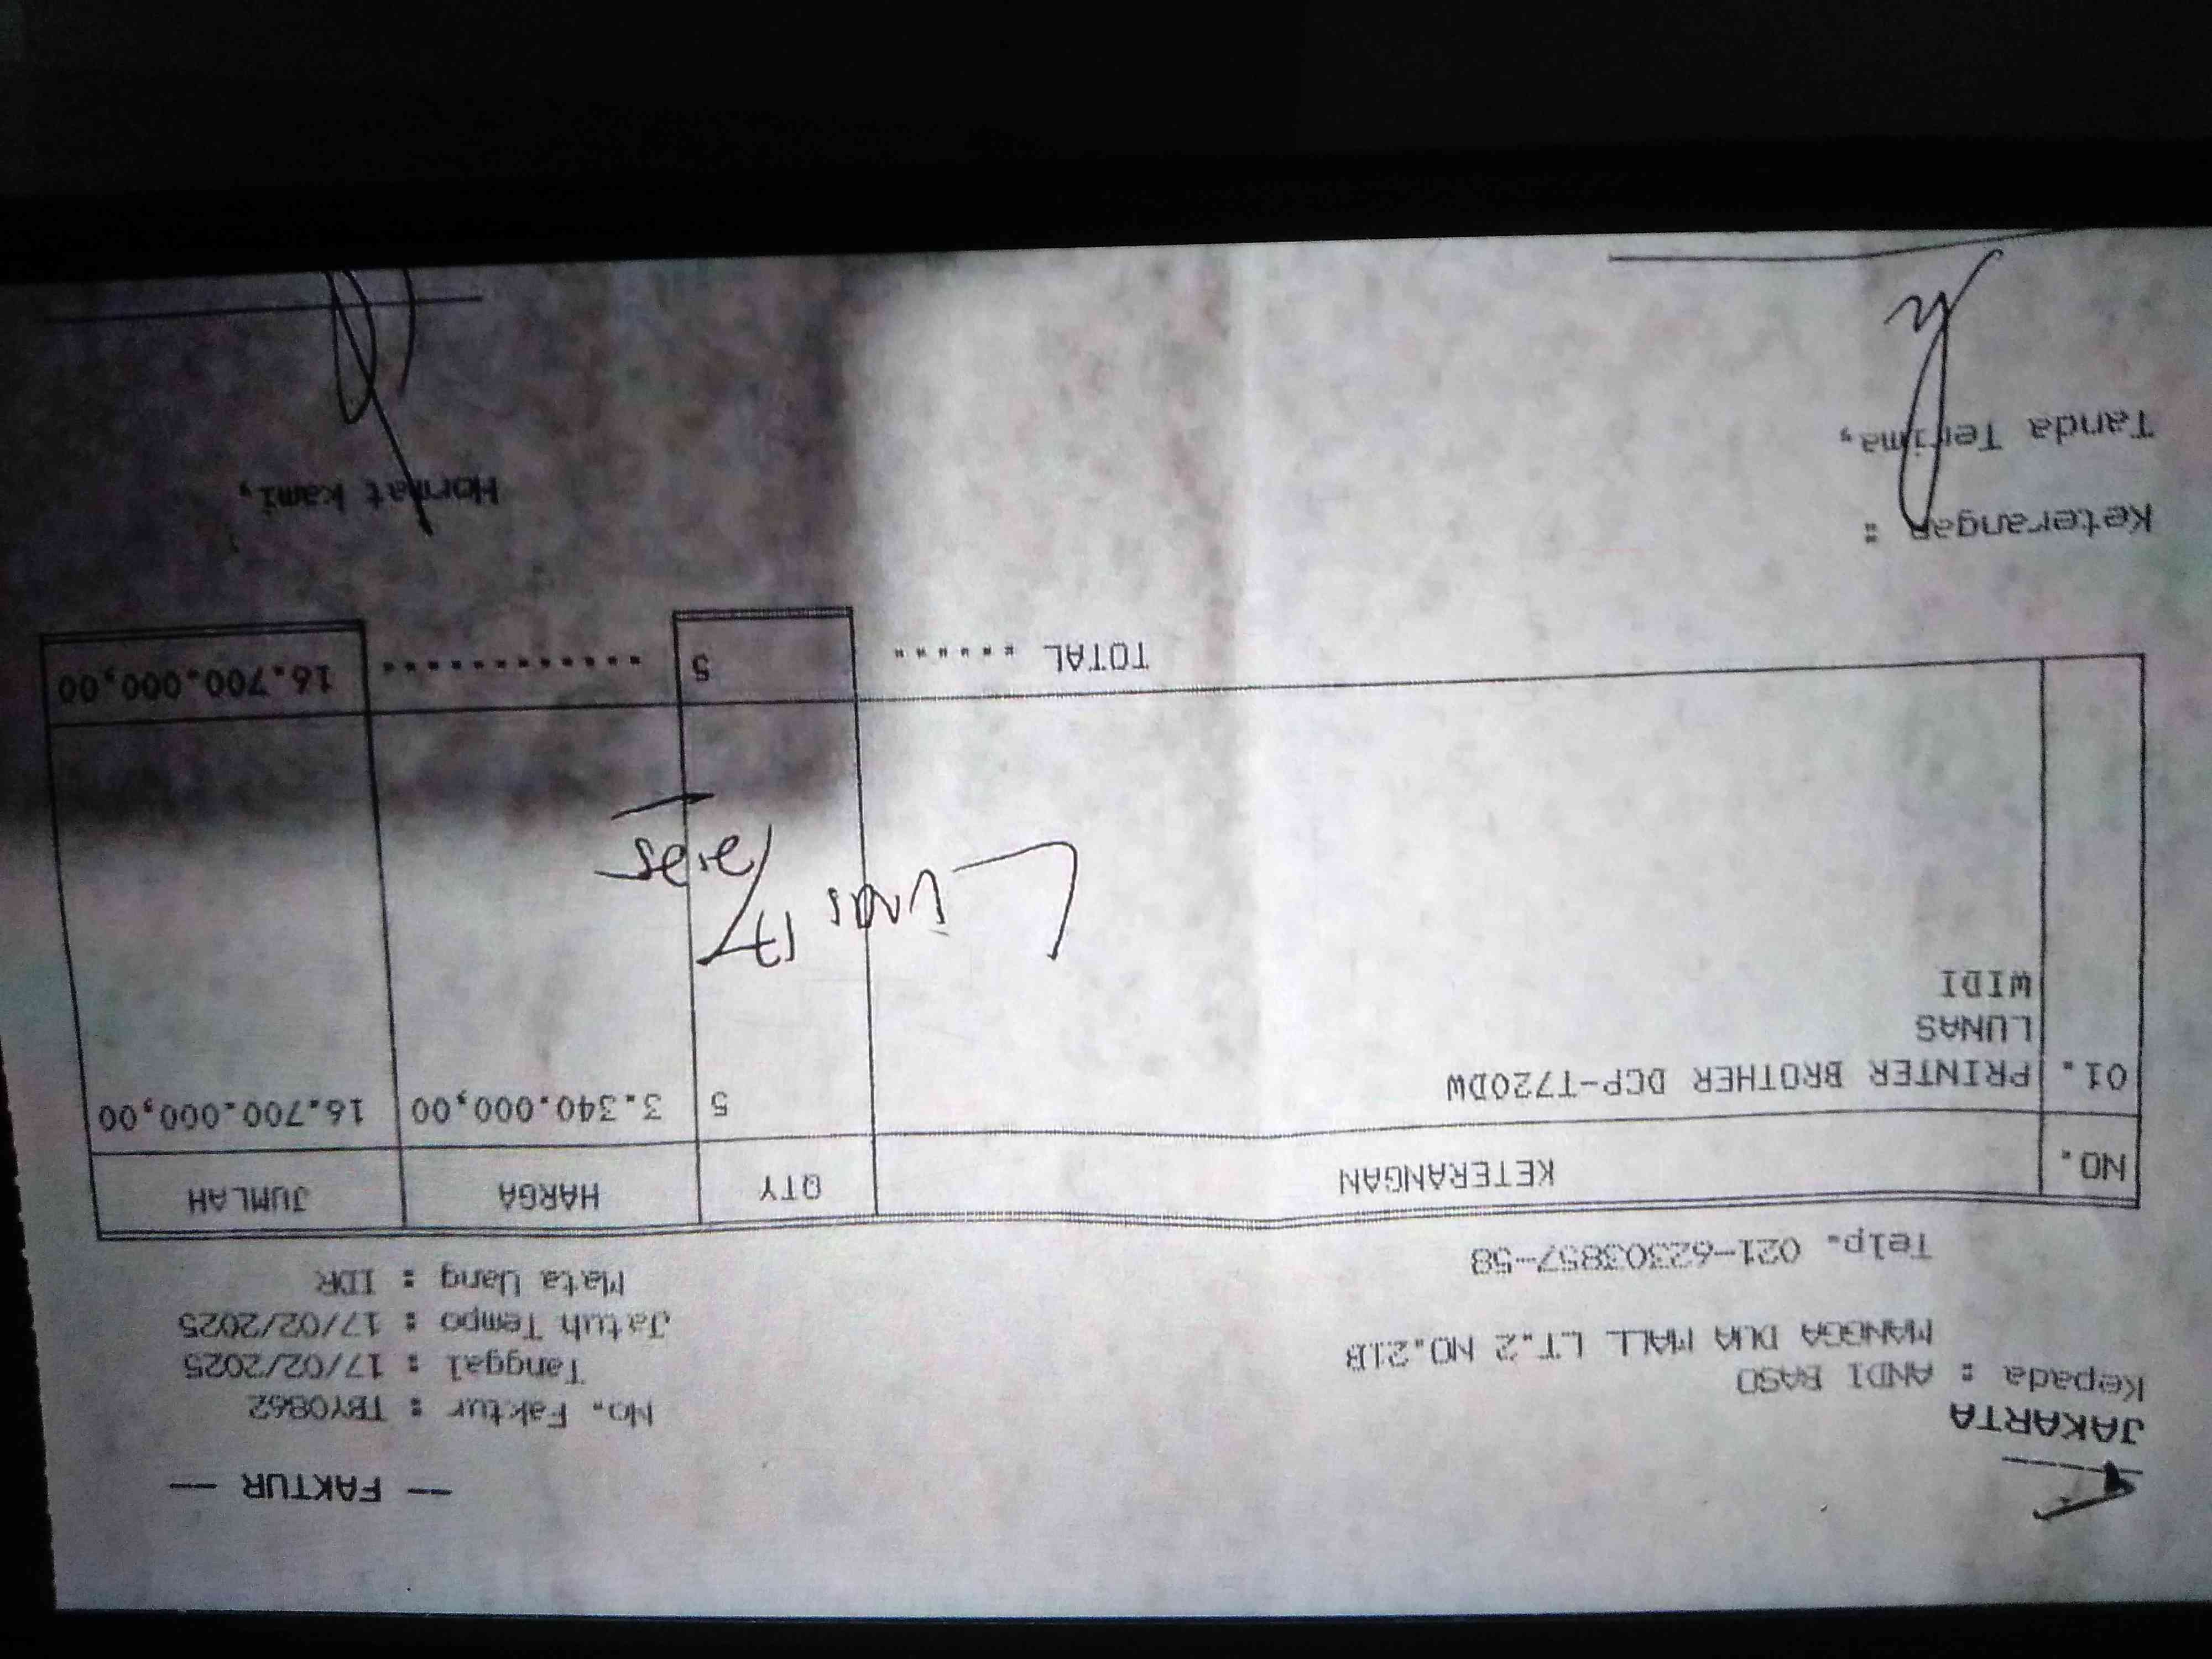 — FAKTUR —
JAKARTA
Kepada : ANDI BASO
MANGGA DUA MALL LT.2 NO.21B
Telp. 021-62303857-58
No. Faktur : TBY0862
Tanggal : 17/02/2025
Jatuh Tempo : 17/02/2025
Mata Uang : IDR
NO. KETERANGAN QTY HARGA JUMLAH
01. PRINTER BROTHER DCP-T720DW 5 3.340.000,00 16.700.000,00
LUNAS
WIDI
Lunas 17/2
TOTAL ...... 5 ............. 16.700.000,00
Keterangan :
Tanda Terima,
Hormat kami,